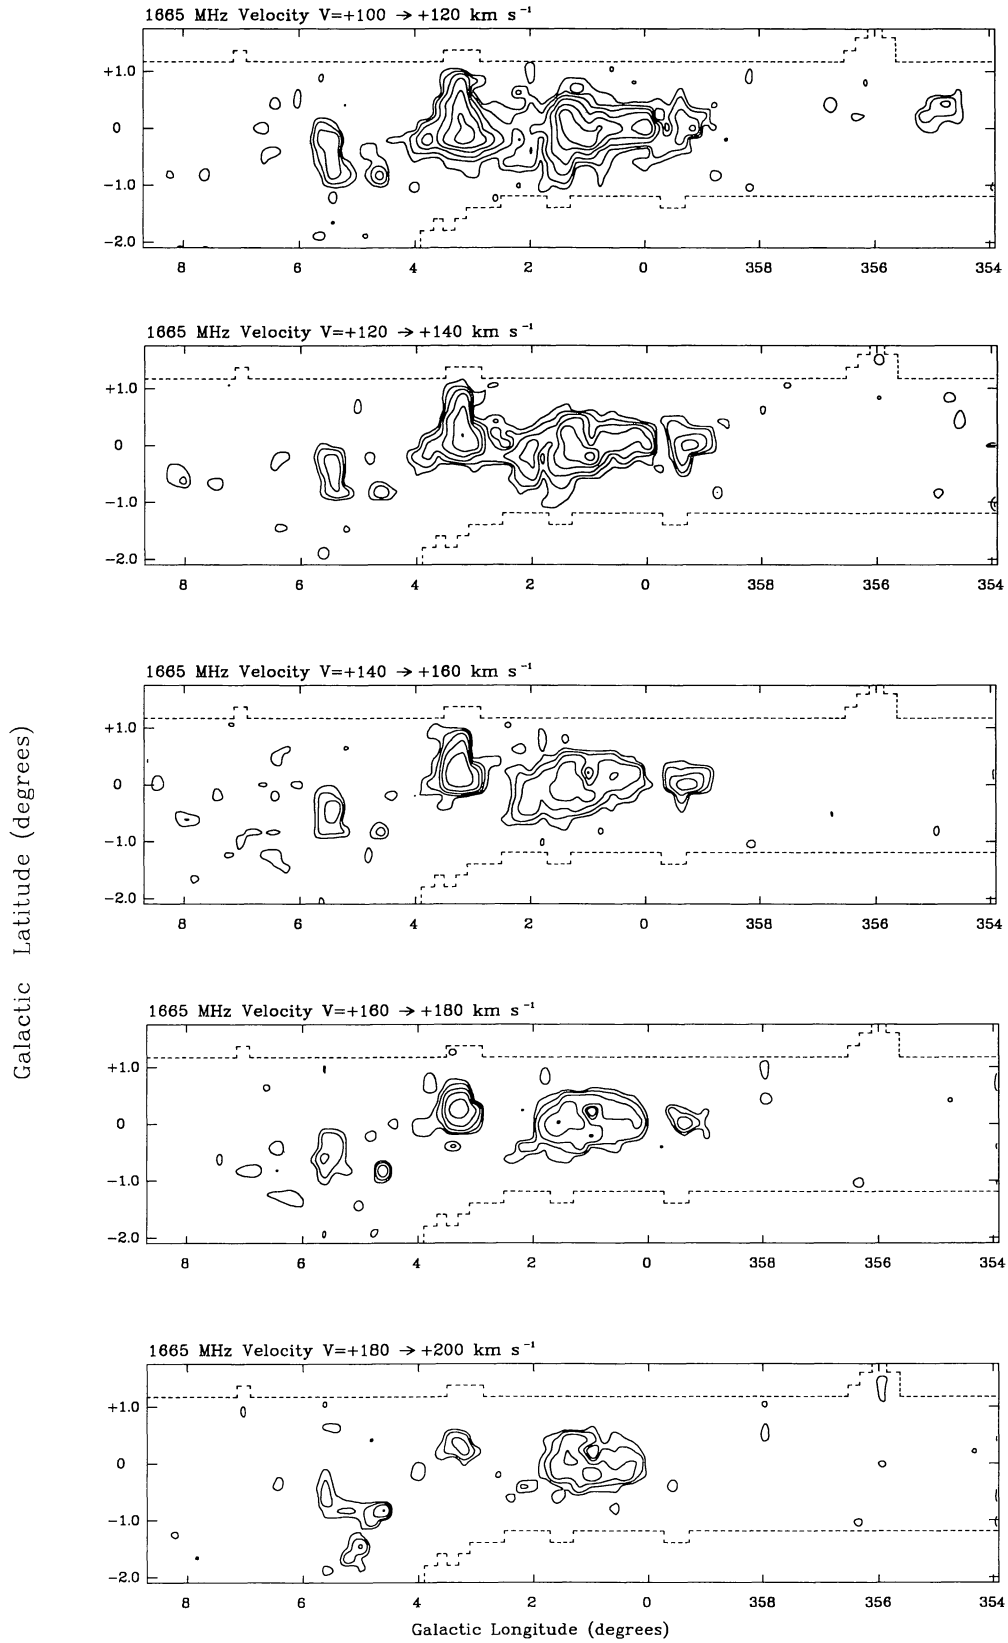 1665 MHz Velocity V=+100 → +120 km s⁻¹
+1.0
0
−1.0
−2.0
8 6 4 2 0 358 356 354
1665 MHz Velocity V=+120 → +140 km s⁻¹
+1.0
0
−1.0
−2.0
8 6 4 2 0 358 356 354
1665 MHz Velocity V=+140 → +160 km s⁻¹
+1.0
0
−1.0
−2.0
8 6 4 2 0 358 356 354
Galactic Latitude (degrees)
1665 MHz Velocity V=+160 → +180 km s⁻¹
+1.0
0
−1.0
−2.0
8 6 4 2 0 358 356 354
1665 MHz Velocity V=+180 → +200 km s⁻¹
+1.0
0
−1.0
−2.0
8 6 4 2 0 358 356 354
Galactic Longitude (degrees)